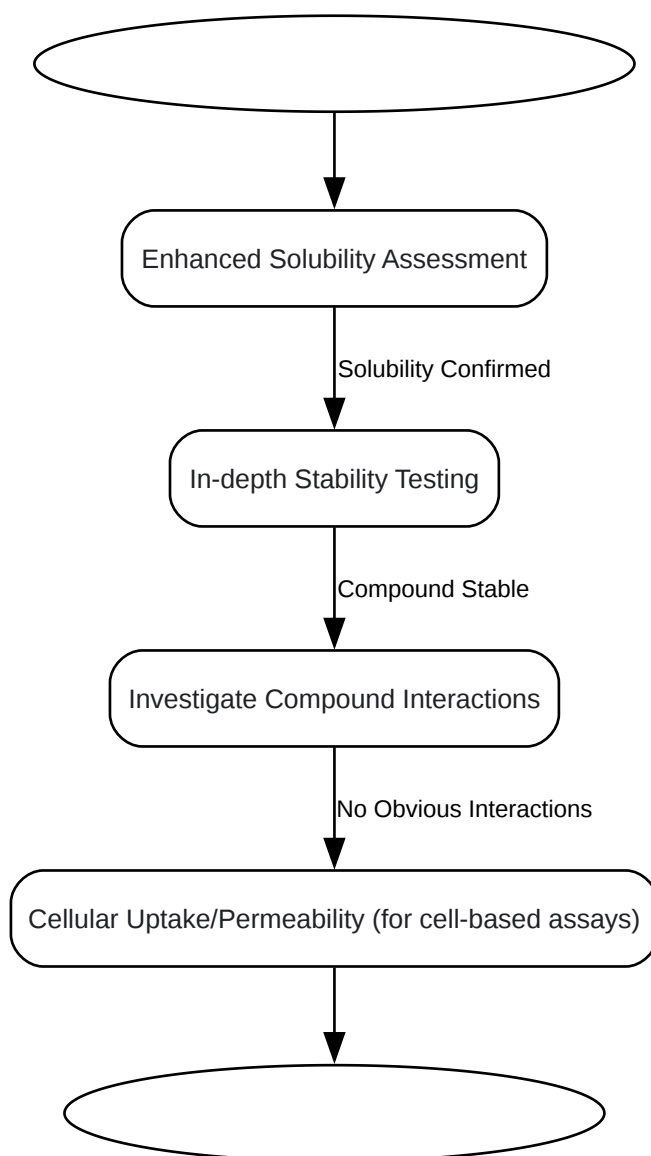 Enhanced Solubility Assessment
Solubility Confirmed
In-depth Stability Testing
Compound Stable
Investigate Compound Interactions
No Obvious Interactions
Cellular Uptake/Permeability (for cell-based assays)